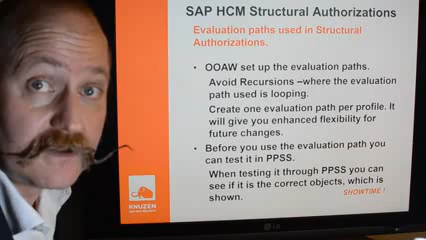 SAP HCM Structural Authorizations
Evaluation paths used in Structural
Authorizations.
• OOAW set up the evaluation paths.
Avoid Recursions –where the evaluation
path used is looping.
Create one evaluation path per profile. It
will give you enhanced flexibility for
future changes.
• Before you use the evaluation path you
can test it in PPSS.
When testing it through PPSS you can
see if it is the correct objects, which is
shown.
SHOWTIME !
KNUZEN
LG